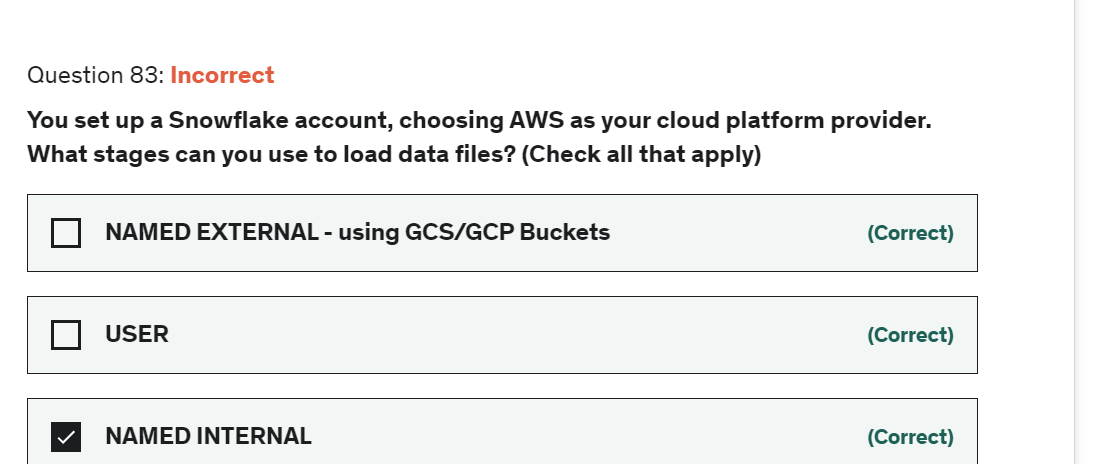 Question 83: Incorrect
You set up a Snowflake account, choosing AWS as your cloud platform provider.
What stages can you use to load data files? (Check all that apply)
NAMED EXTERNAL - using GCS/GCP Buckets (Correct)
USER (Correct)
NAMED INTERNAL (Correct)